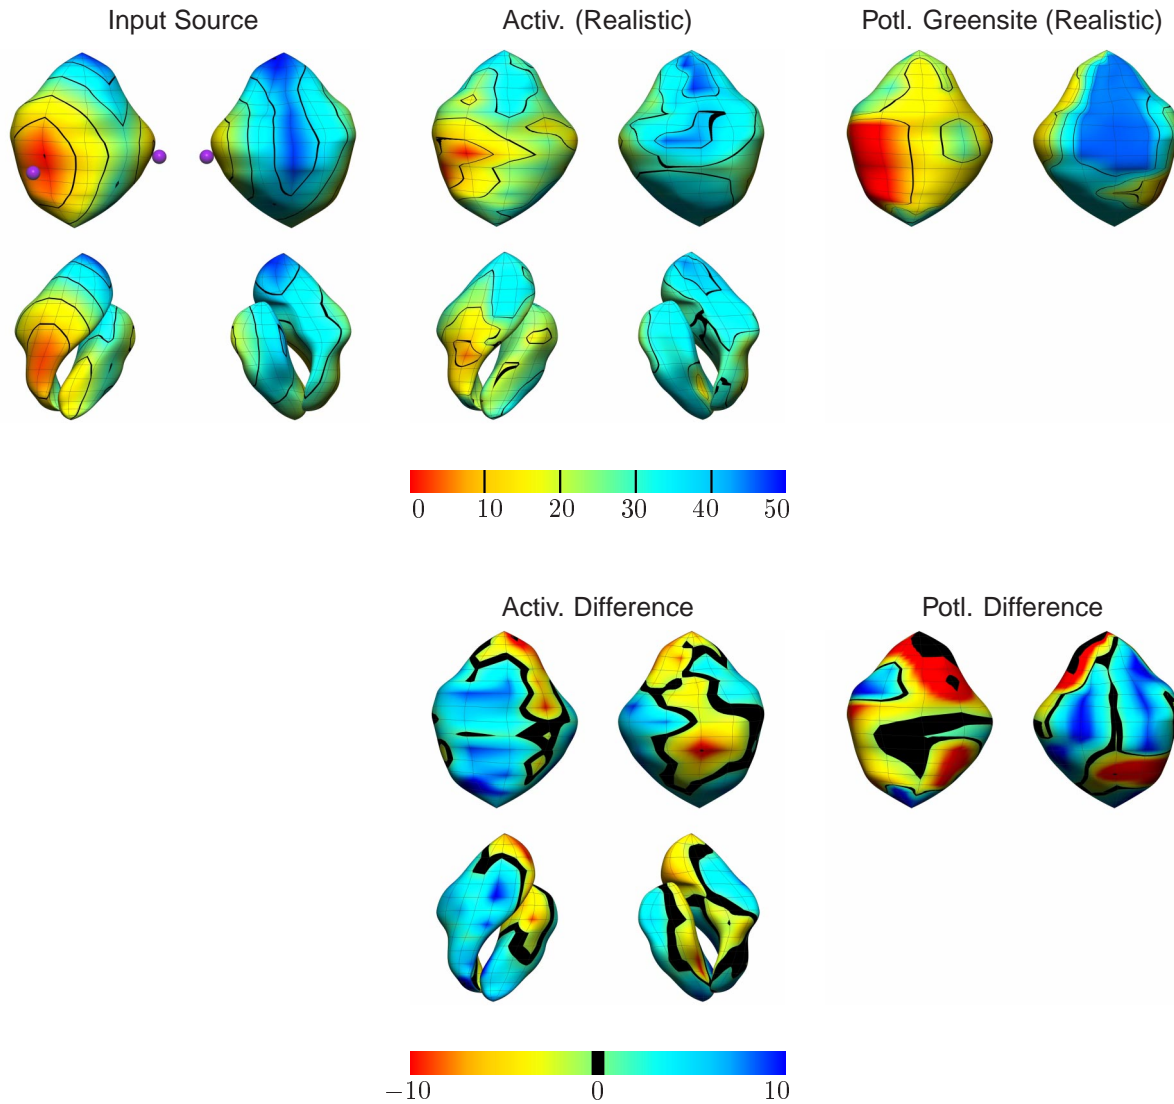 Input Source
Activ. (Realistic)
Potl. Greensite (Realistic)
0 10 20 30 40 50
Activ. Difference
Potl. Difference
−10 0 10